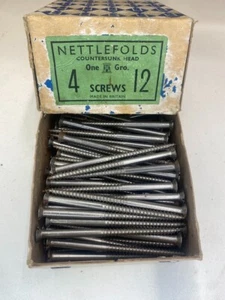 NETTLEFOLDS
COUNTERSUNK HEAD
One Gro.
4 SCREWS 12
MADE IN BRITAIN